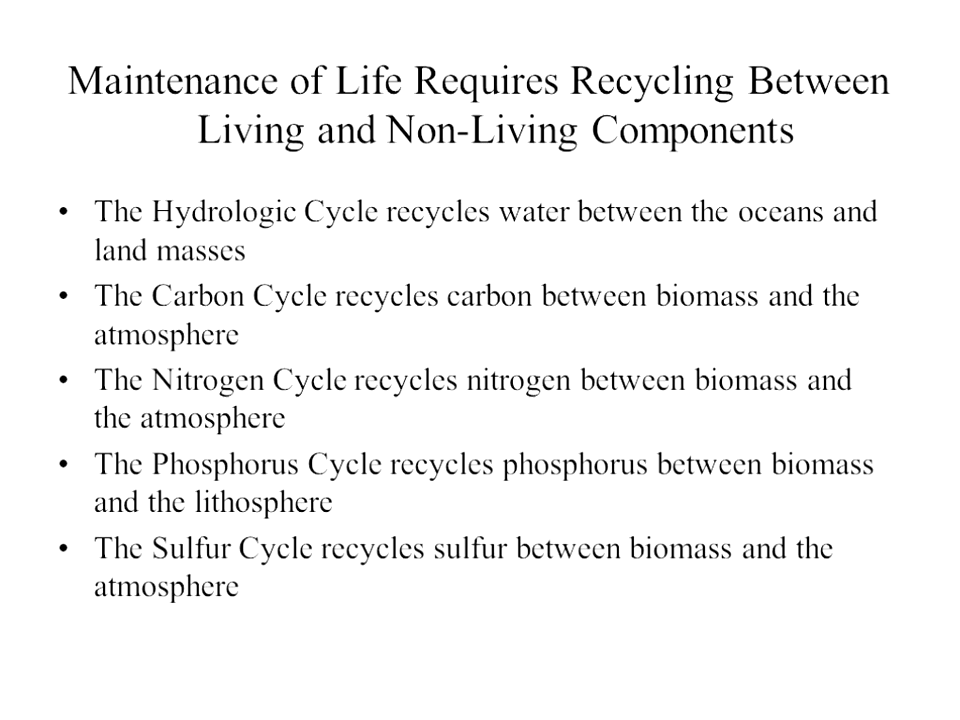 Maintenance of Life Requires Recycling Between
Living and Non-Living Components
• The Hydrologic Cycle recycles water between the oceans and
land masses
• The Carbon Cycle recycles carbon between biomass and the
atmosphere
• The Nitrogen Cycle recycles nitrogen between biomass and
the atmosphere
• The Phosphorus Cycle recycles phosphorus between biomass
and the lithosphere
• The Sulfur Cycle recycles sulfur between biomass and the
atmosphere